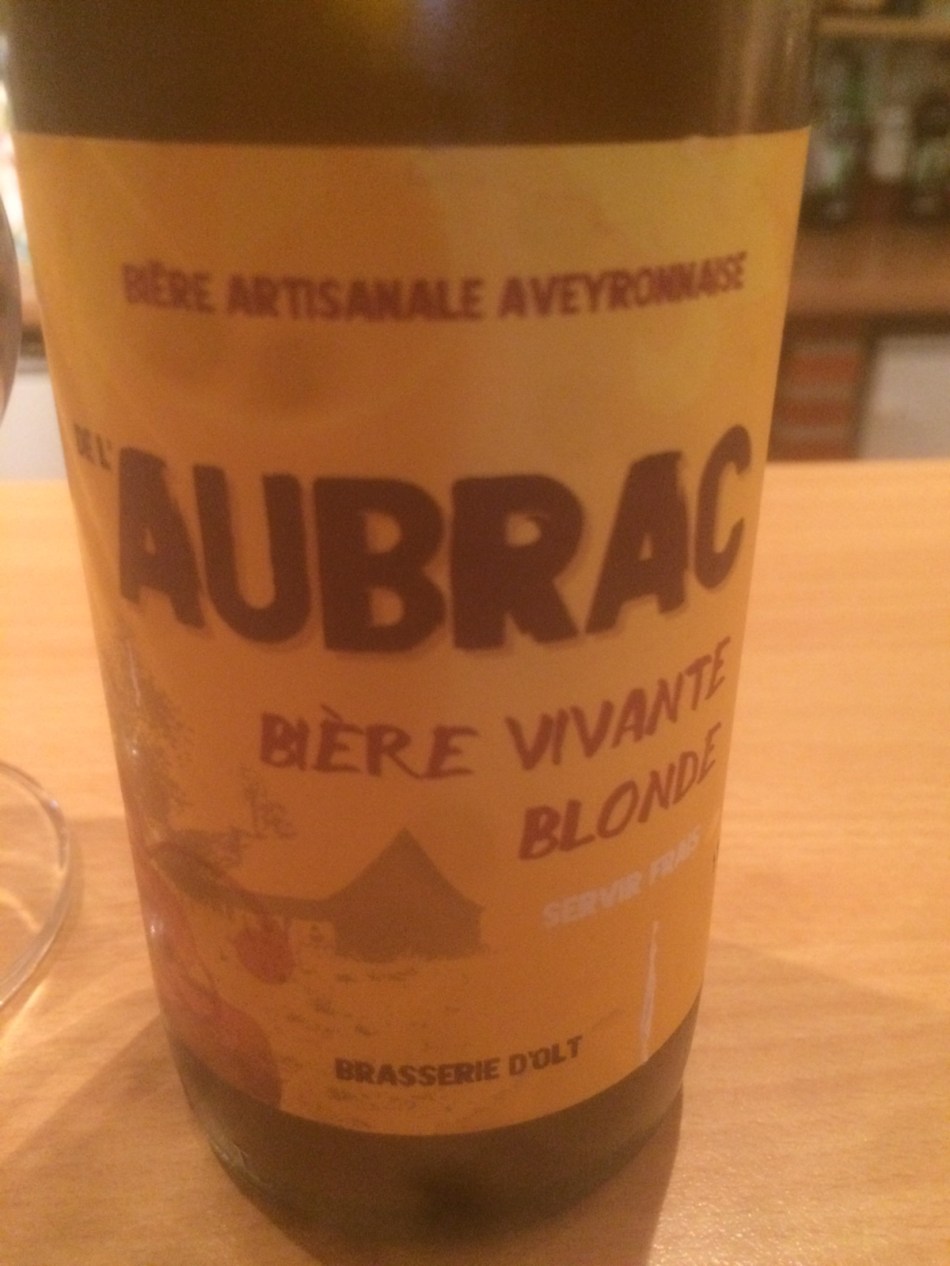 BIÈRE ARTISANALE AVEYRONNAISE
DE L'
AUBRAC
BIÈRE VIVANTE
BLONDE
SERVIR FRAIS
BRASSERIE D'OLT